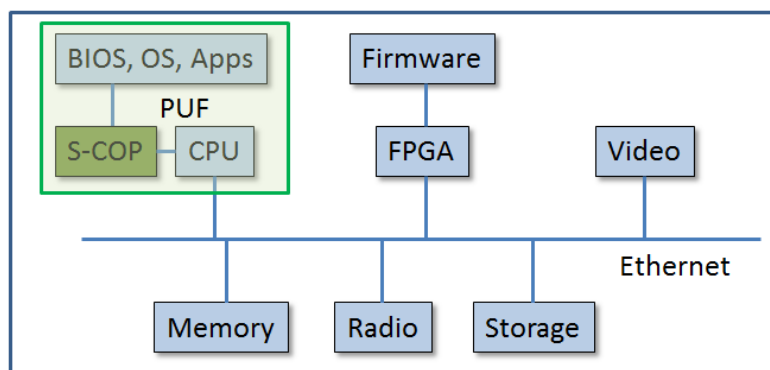 BIOS, OS, Apps
Firmware
PUF
S-COP
CPU
FPGA
Video
Ethernet
Memory
Radio
Storage